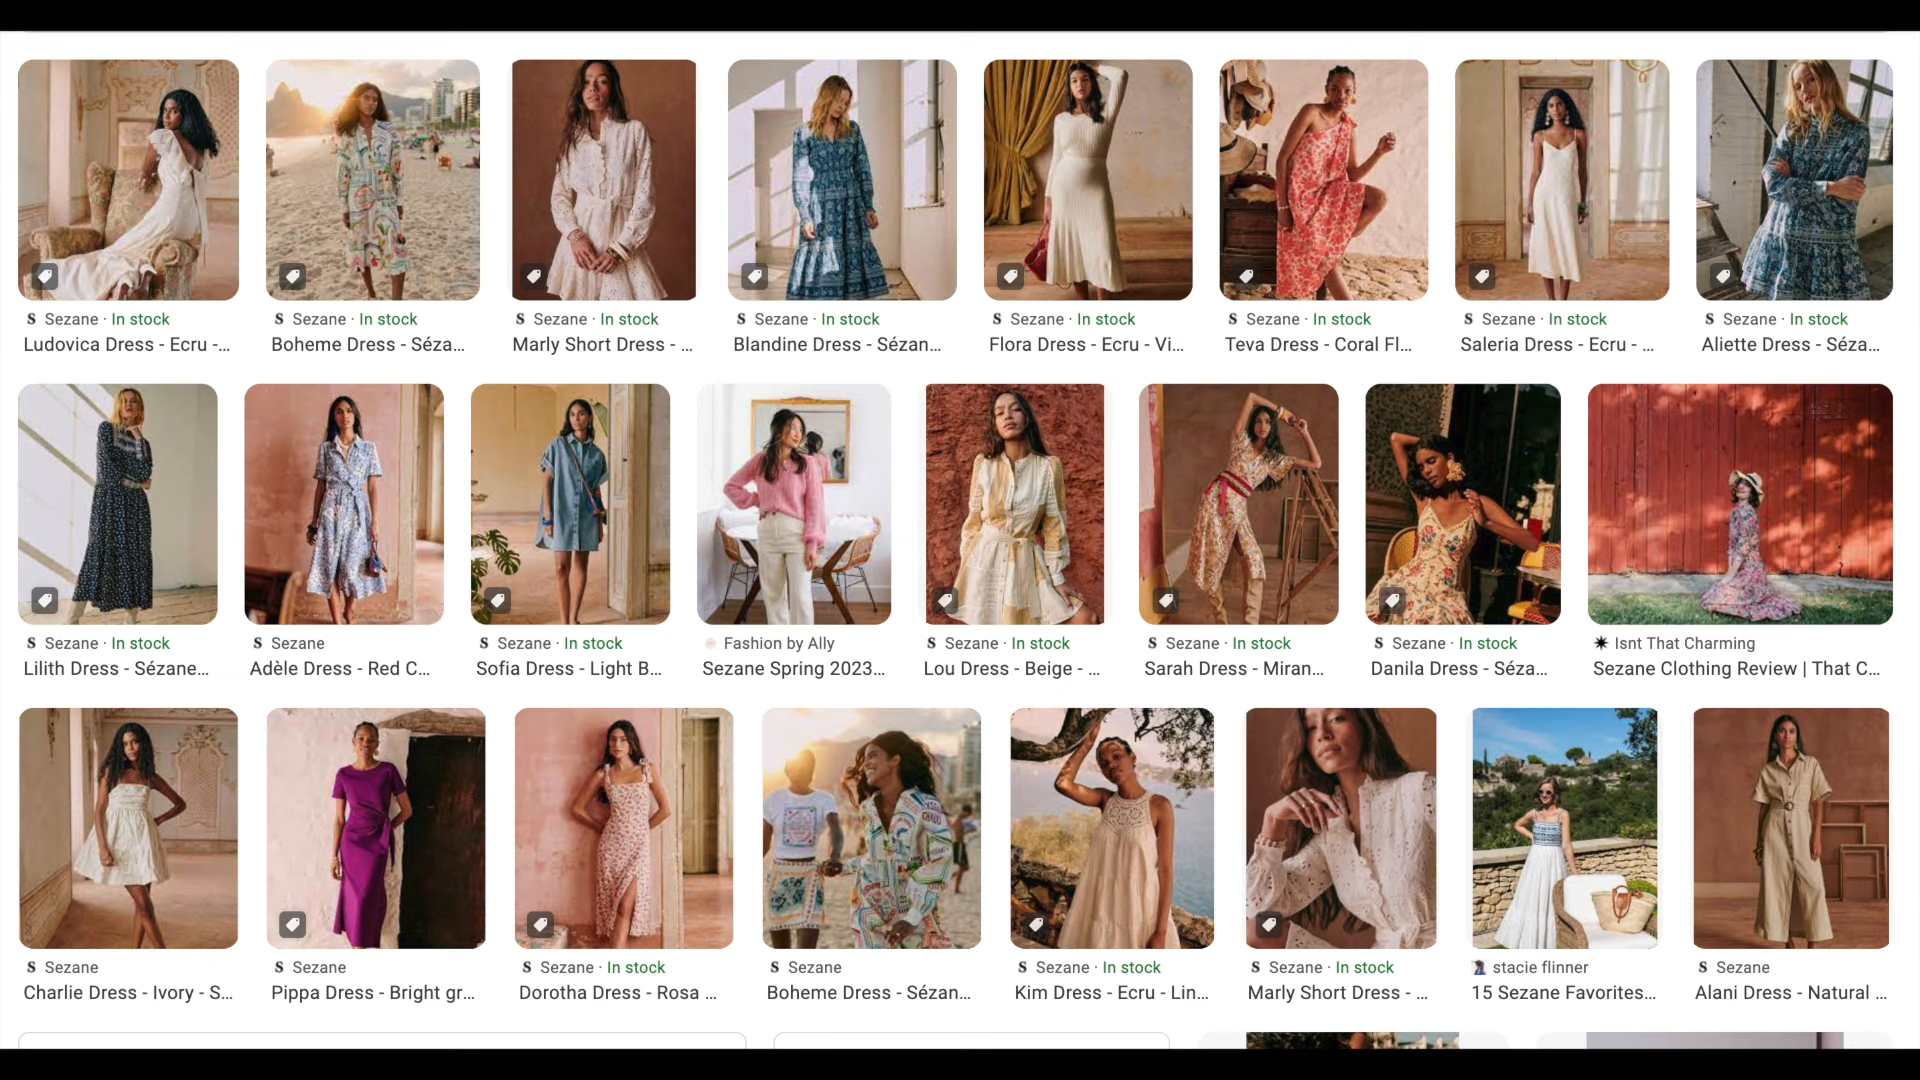 Sezane · In stock
Ludovica Dress - Ecru -...
Sezane · In stock
Boheme Dress - Séza...
Sezane · In stock
Marly Short Dress - ...
Sezane · In stock
Blandine Dress - Sézan...
Sezane · In stock
Flora Dress - Ecru - Vi...
Sezane · In stock
Teva Dress - Coral Fl...
Sezane · In stock
Saleria Dress - Ecru - ...
Sezane · In stock
Aliette Dress - Séza...
Sezane · In stock
Lilith Dress - Sézane...
Sezane
Adèle Dress - Red C...
Sezane · In stock
Sofia Dress - Light B...
Fashion by Ally
Sezane Spring 2023...
Sezane · In stock
Lou Dress - Beige - ...
Sezane · In stock
Sarah Dress - Miran...
Sezane · In stock
Danila Dress - Séza...
Isnt That Charming
Sezane Clothing Review | That C...
Sezane
Charlie Dress - Ivory - S...
Sezane
Pippa Dress - Bright gr...
Sezane · In stock
Dorotha Dress - Rosa ...
Sezane
Boheme Dress - Sézan...
Sezane · In stock
Kim Dress - Ecru - Lin...
Sezane · In stock
Marly Short Dress - ...
stacie flinner
15 Sezane Favorites...
Sezane
Alani Dress - Natural ...